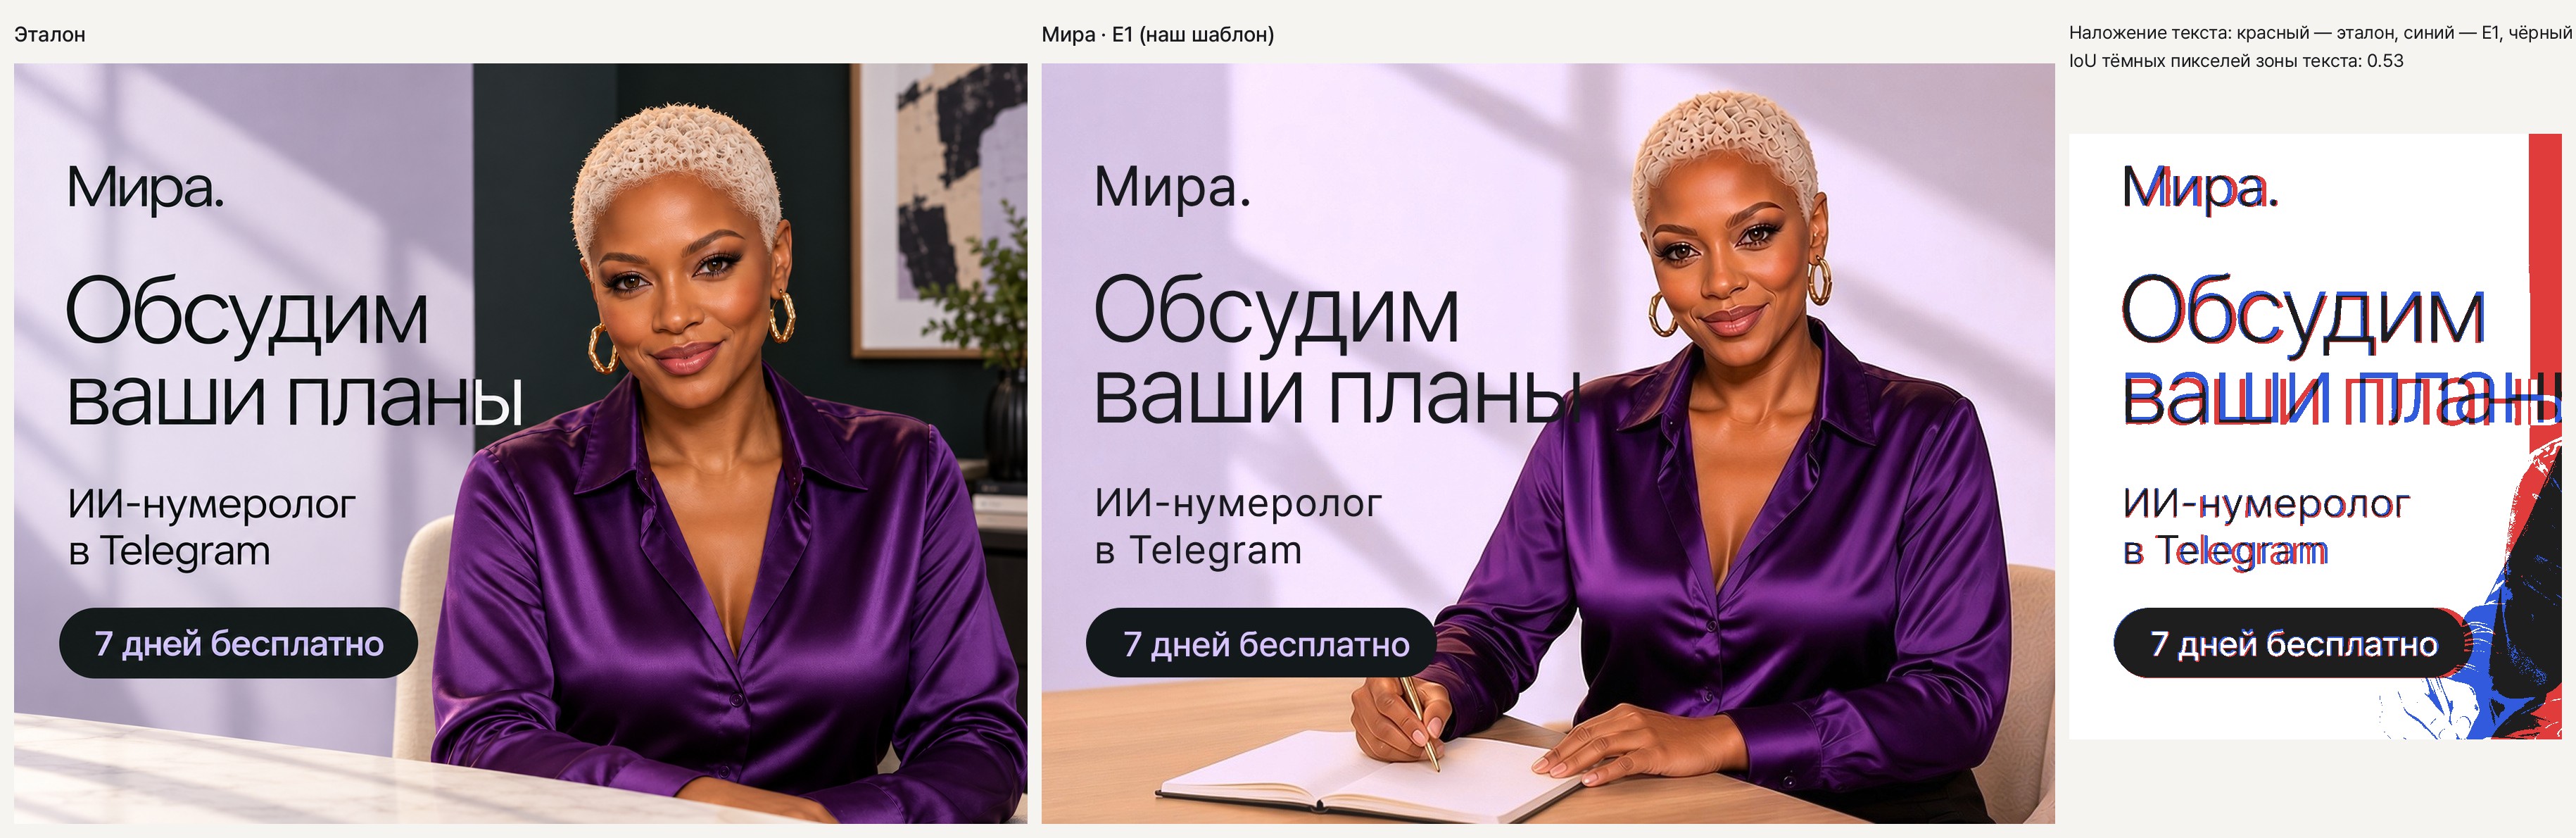 Эталон
Мира.
Обсудим
ваши планы
ИИ-нумеролог
в Telegram
7 дней бесплатно
Мира · E1 (наш шаблон)
Мира.
Обсудим
ваши планы
ИИ-нумеролог
в Telegram
7 дней бесплатно
Наложение текста: красный — эталон, синий — E1, чёрный
IoU тёмных пикселей зоны текста: 0.53
Мира.
Обсудим
ваши план
ИИ-нумеролог
в Telegram
7 дней бесплатно